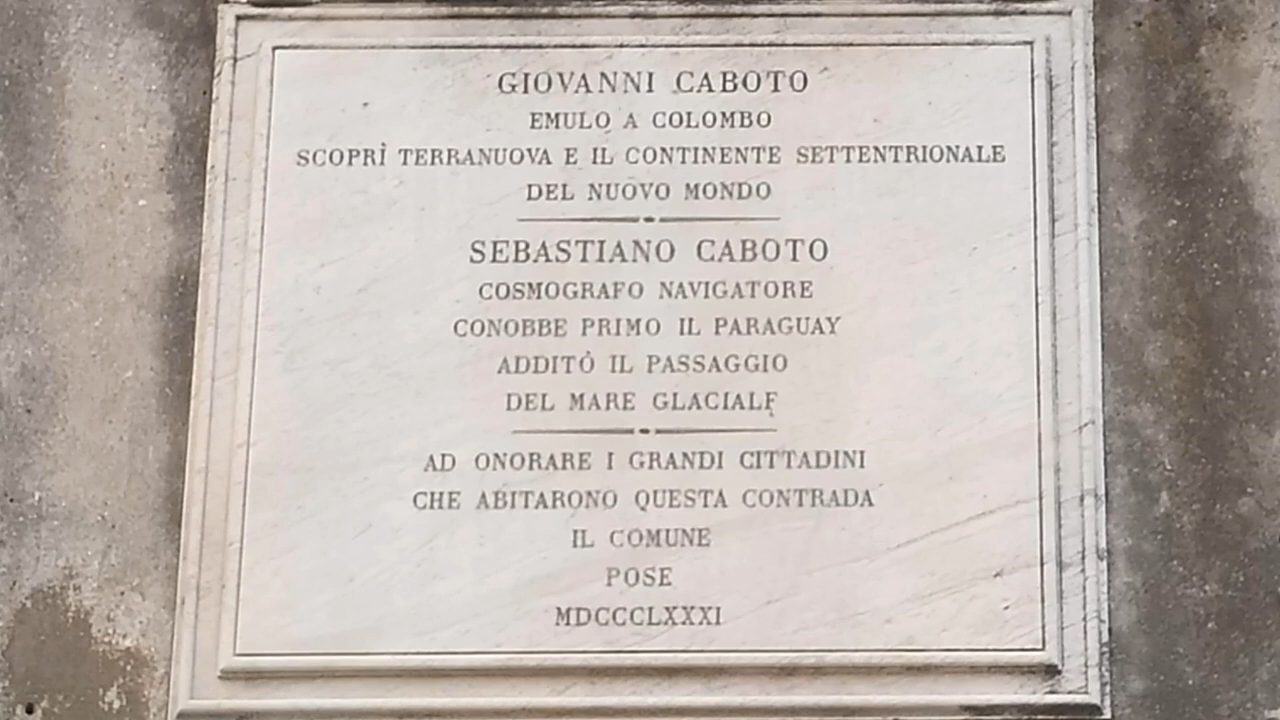 GIOVANNI CABOTO
EMULO A COLOMBO
SCOPRÌ TERRANUOVA E IL CONTINENTE SETTENTRIONALE
DEL NUOVO MONDO
SEBASTIANO CABOTO
COSMOGRAFO NAVIGATORE
CONOBBE PRIMO IL PARAGUAY
ADDITÒ IL PASSAGGIO
DEL MARE GLACIALE
AD ONORARE I GRANDI CITTADINI
CHE ABITARONO QUESTA CONTRADA
IL COMUNE
POSE
MDCCCLXXXI